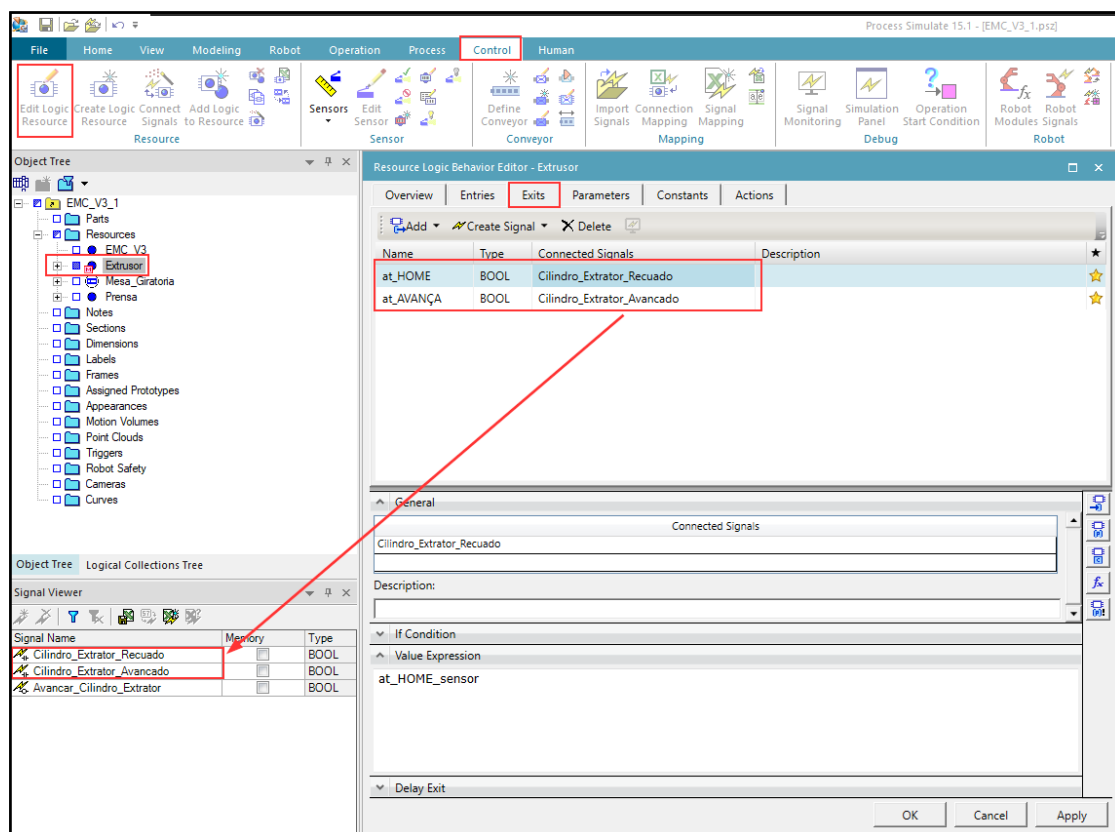 Process Simulate 15.1 - [EMC_V3_1.psz]
File Home View Modeling Robot Operation Process Control Human
Edit Logic Resource
Create Logic Resource
Connect Signals
Add Logic to Resource
Resource
Sensors
Edit Sensor
Sensor
Define Conveyor
Conveyor
Import Signals
Connection Mapping
Signal Mapping
Mapping
Signal Monitoring
Simulation Panel
Operation Start Condition
Debug
Robot Modules
Robot Signals
Robot
Object Tree
EMC_V3_1
Parts
Resources
EMC_V3
Extrusor
Mesa_Giratoria
Prensa
Notes
Sections
Dimensions
Labels
Frames
Assigned Prototypes
Appearances
Motion Volumes
Point Clouds
Triggers
Robot Safety
Cameras
Curves
Object Tree Logical Collections Tree
Signal Viewer
Signal Name Memory Type
Cilindro_Extrator_Recuado BOOL
Cilindro_Extrator_Avancado BOOL
Avancar_Cilindro_Extrator BOOL
Resource Logic Behavior Editor - Extrusor
Overview Entries Exits Parameters Constants Actions
Add Create Signal Delete
Name Type Connected Signals Description
at_HOME BOOL Cilindro_Extrator_Recuado
at_AVANÇA BOOL Cilindro_Extrator_Avancado
General
Connected Signals
Cilindro_Extrator_Recuado
Description:
If Condition
Value Expression
at_HOME_sensor
Delay Exit
OK Cancel Apply